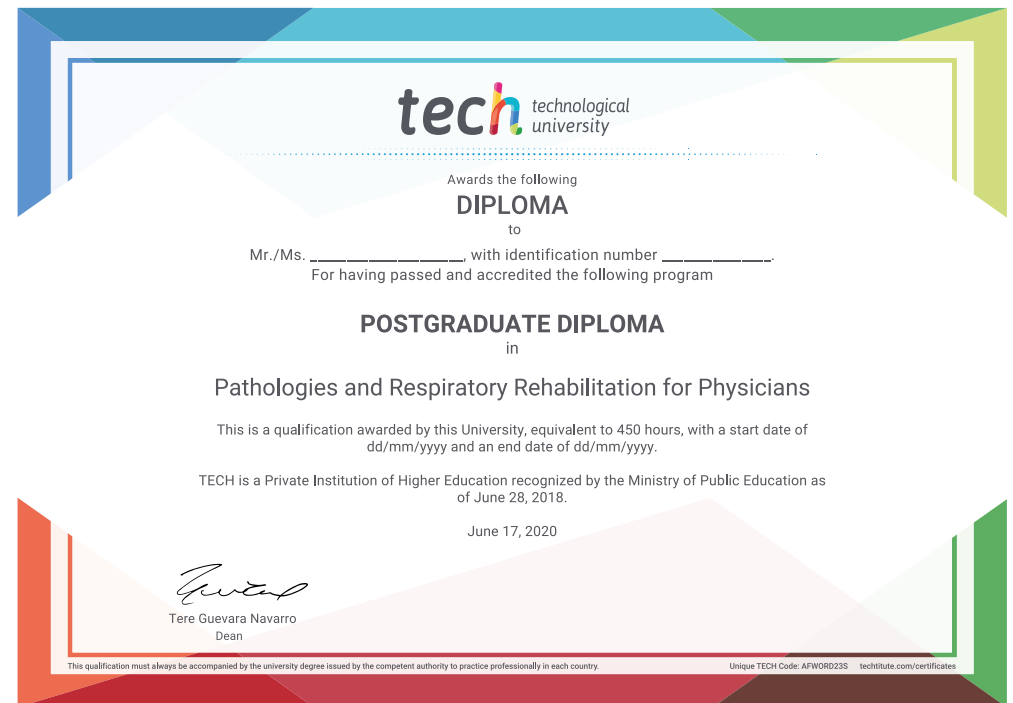 tech technological
university
Awards the following
DIPLOMA
to
Mr./Ms. ____________________, with identification number ______________.
For having passed and accredited the following program
POSTGRADUATE DIPLOMA
in
Pathologies and Respiratory Rehabilitation for Physicians
This is a qualification awarded by this University, equivalent to 450 hours, with a start date of
dd/mm/yyyy and an end date of dd/mm/yyyy.
TECH is a Private Institution of Higher Education recognized by the Ministry of Public Education as
of June 28, 2018.
June 17, 2020
Tere Guevara Navarro
Dean
This qualification must always be accompanied by the university degree issued by the competent authority to practice professionally in each country. Unique TECH Code: AFWORD23S techtitute.com/certificates